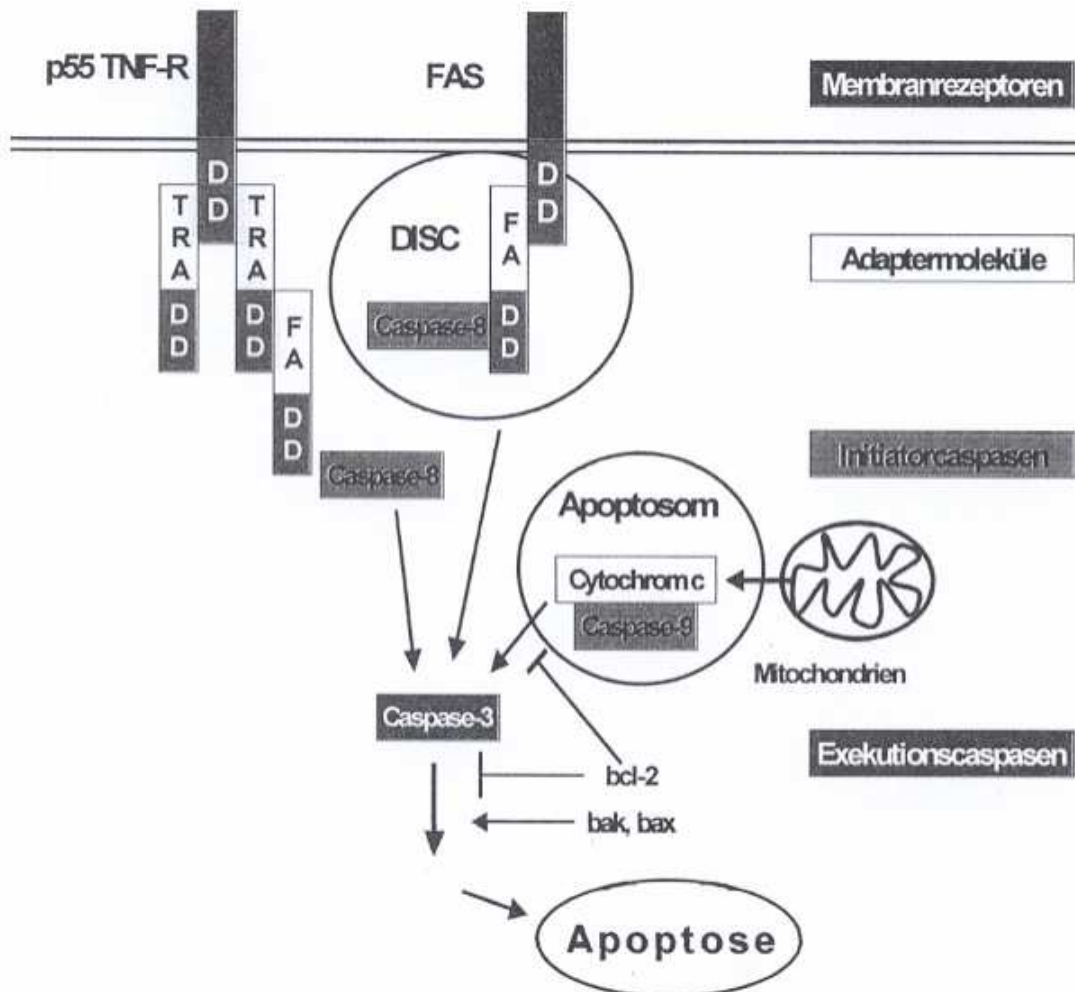 p55 TNF-R
FAS
Membranrezeptoren
D
D
D
D
T
R
A
D
D
T
R
A
D
D
DISC
F
A
D
D
Adaptermoleküle
Caspase-8
F
A
D
D
Caspase-8
Initiatorcaspasen
Apoptosom
Cytochrom c
Caspase-9
Mitochondrien
Caspase-3
Exekutionscaspasen
bcl-2
bak, bax
Apoptose